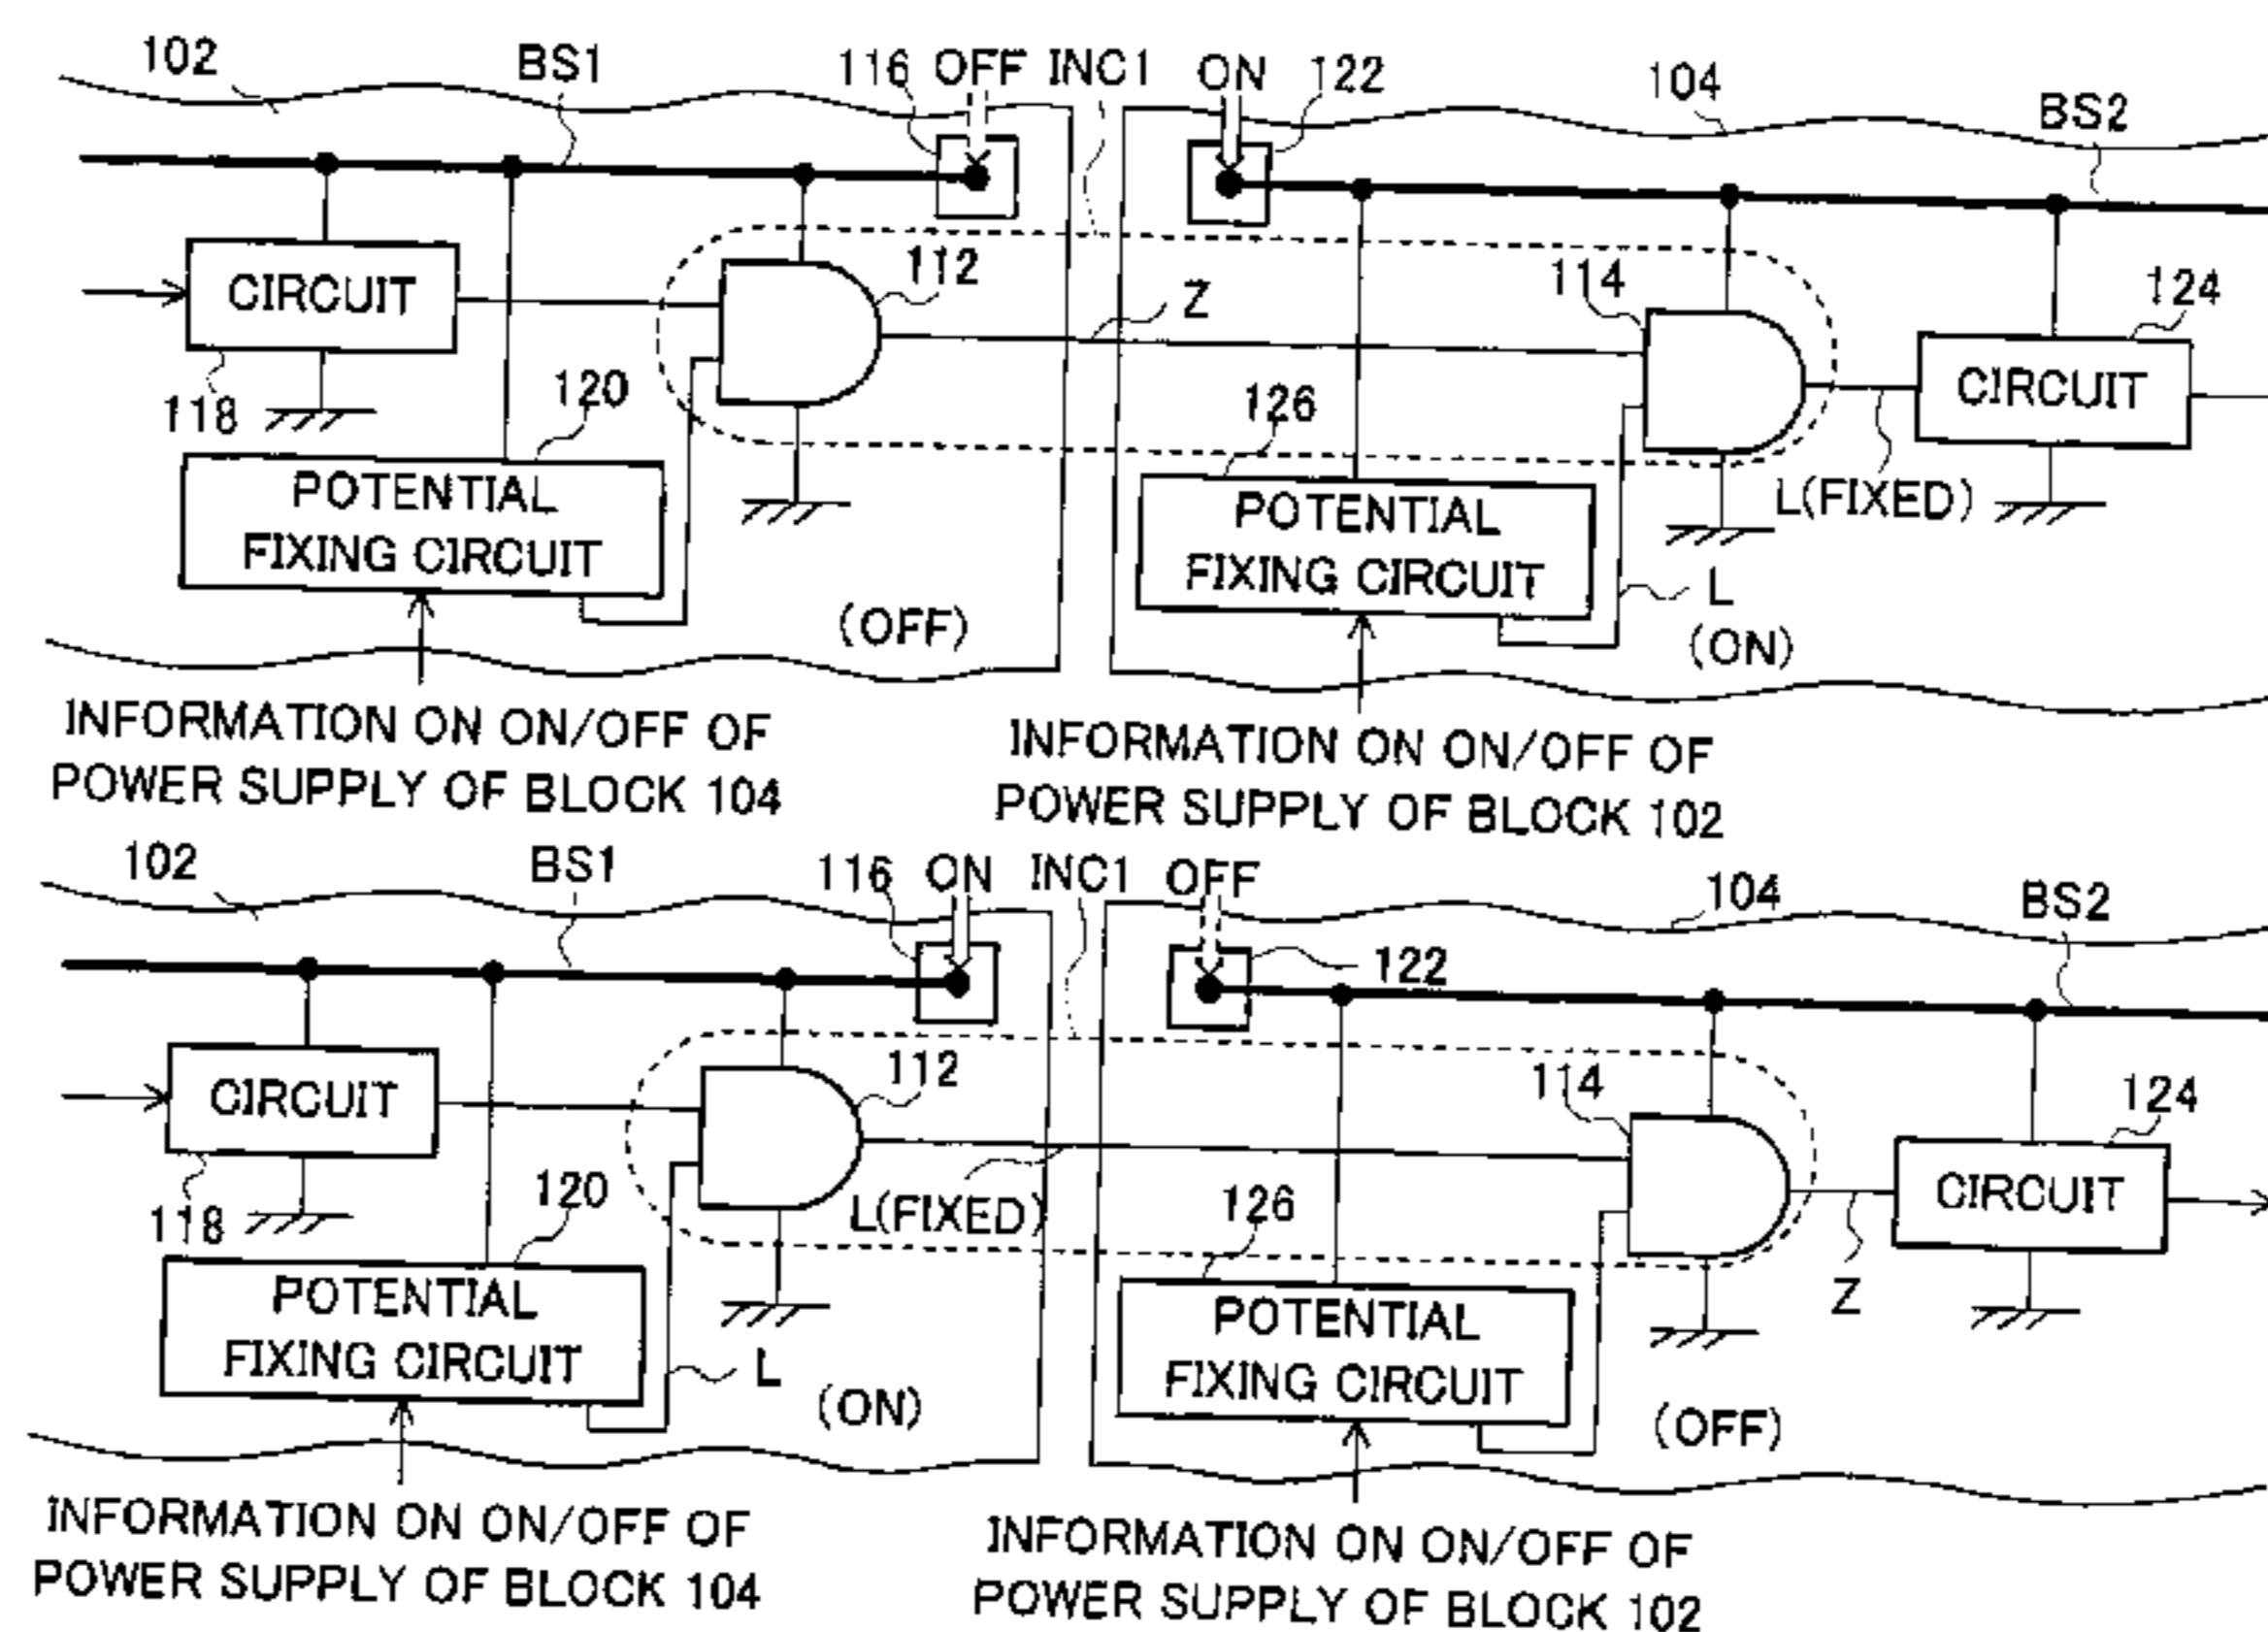 102
BS1
116 OFF INC1 ON 122
104
BS2
112
114
Z
124
CIRCUIT
CIRCUIT
118
120
126
POTENTIAL
FIXING CIRCUIT
POTENTIAL
FIXING CIRCUIT
L(FIXED)
L
(OFF)
(ON)
INFORMATION ON ON/OFF OF
POWER SUPPLY OF BLOCK 104
INFORMATION ON ON/OFF OF
POWER SUPPLY OF BLOCK 102
102
BS1
116 ON INC1 OFF
104
BS2
122
112
114
124
CIRCUIT
CIRCUIT
118
120
L(FIXED)
126
Z
POTENTIAL
FIXING CIRCUIT
POTENTIAL
FIXING CIRCUIT
L
(ON)
(OFF)
INFORMATION ON ON/OFF OF
POWER SUPPLY OF BLOCK 104
INFORMATION ON ON/OFF OF
POWER SUPPLY OF BLOCK 102